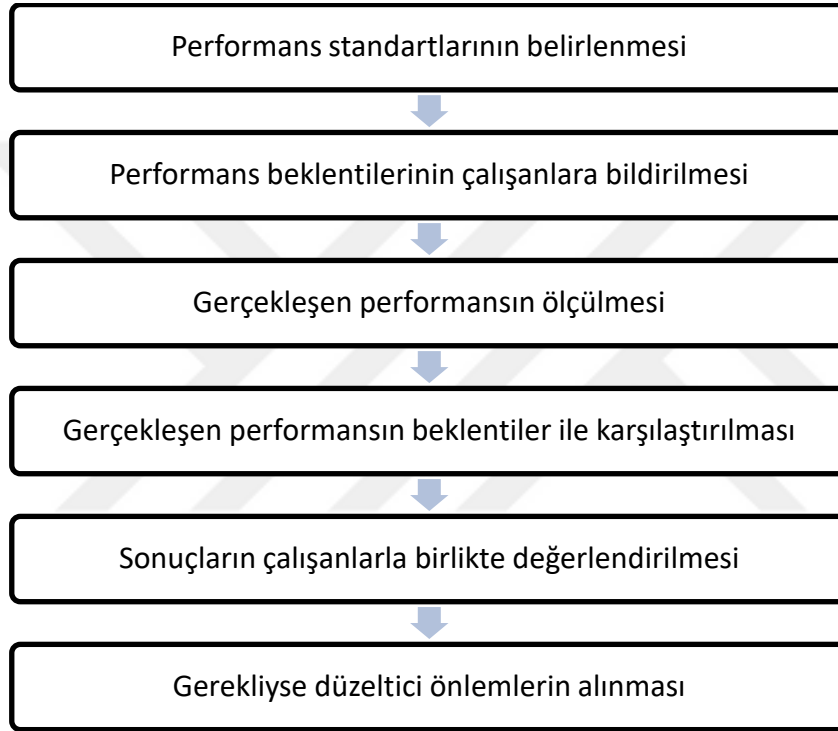 Performans standartlarının belirlenmesi
Performans beklentilerinin çalışanlara bildirilmesi
Gerçekleşen performansın ölçülmesi
Gerçekleşen performansın beklentiler ile karşılaştırılması
Sonuçların çalışanlarla birlikte değerlendirilmesi
Gerekliyse düzeltici önlemlerin alınması